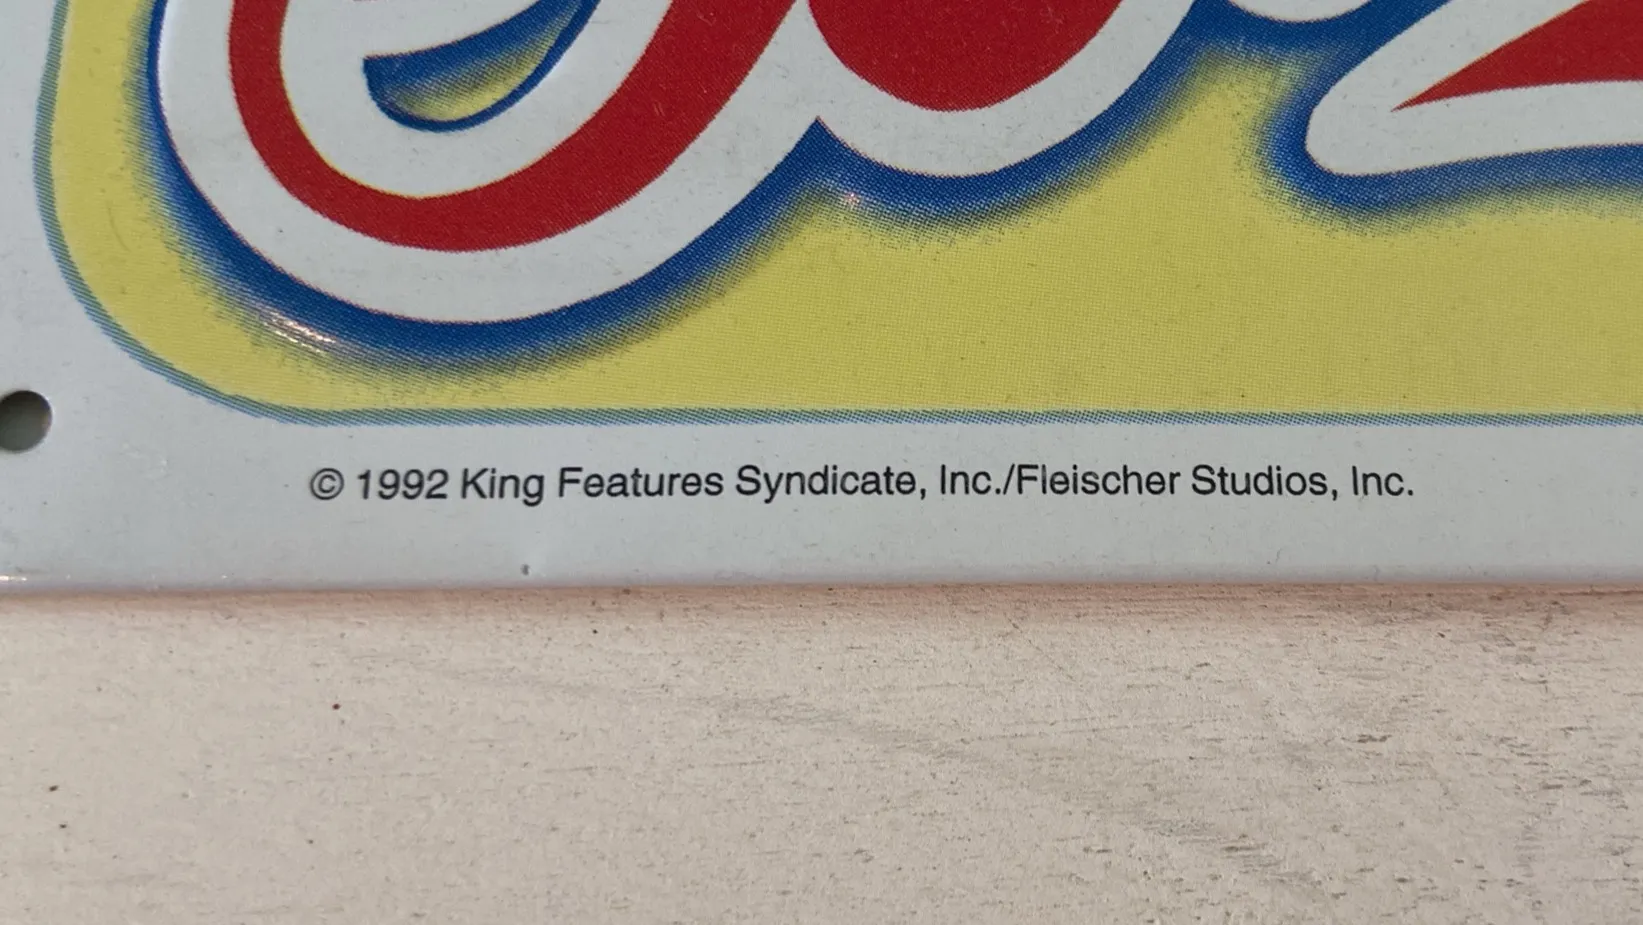 © 1992 King Features Syndicate, Inc./Fleischer Studios, Inc.